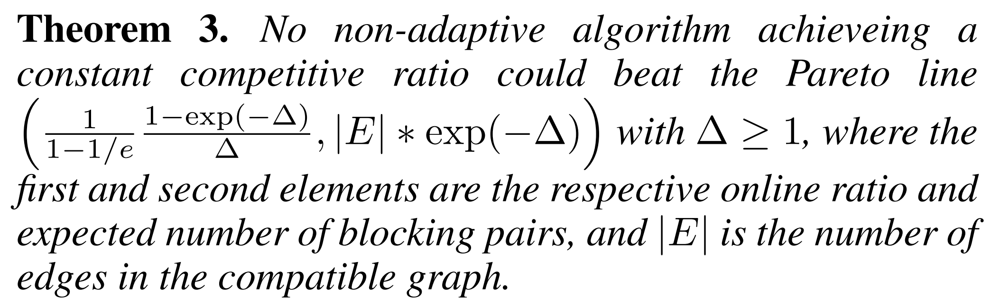 Theorem 3. No non-adaptive algorithm achieveing a
constant competitive ratio could beat the Pareto line
$\left( \frac{1}{1-1/e} \frac{1-\exp(-\Delta)}{\Delta}, |E| * \exp(-\Delta) \right)$ with $\Delta \geq 1$, where the
first and second elements are the respective online ratio and
expected number of blocking pairs, and $|E|$ is the number of
edges in the compatible graph.